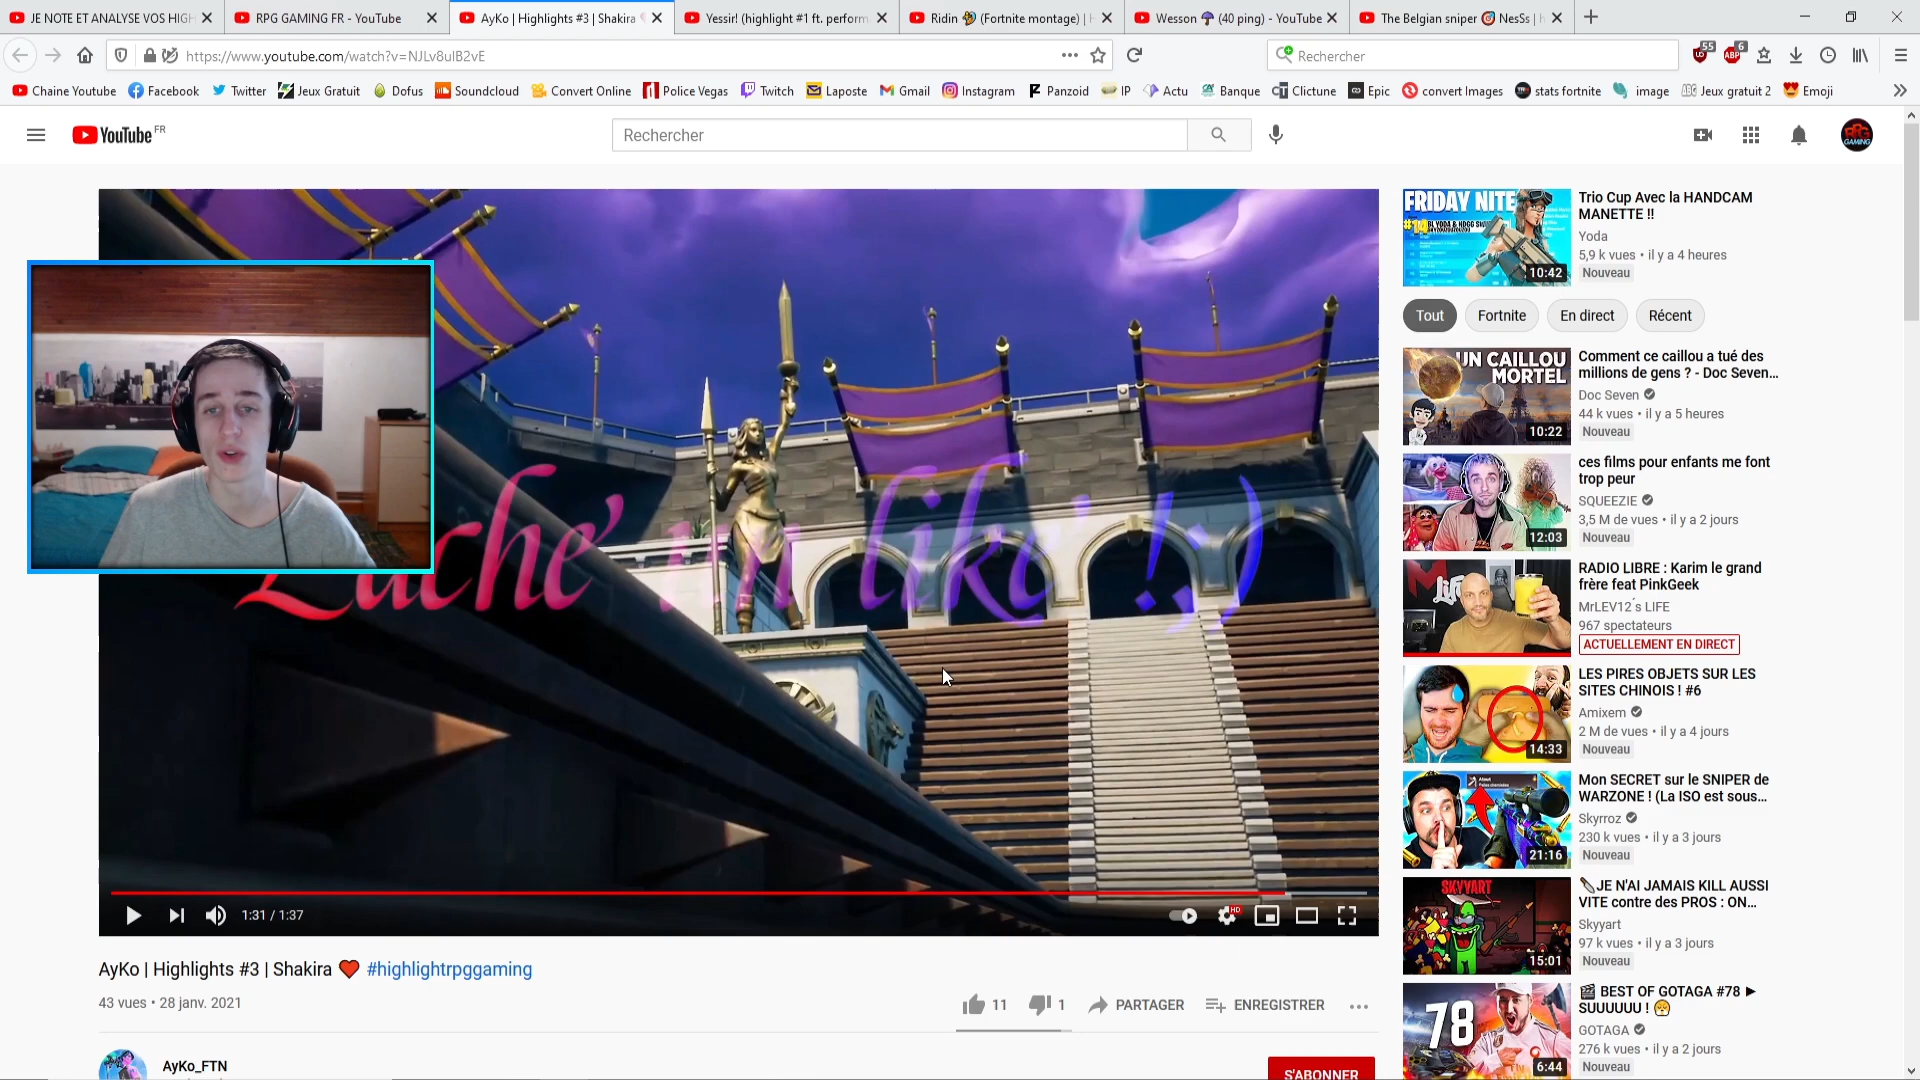 JE NOTE ET ANALYSE VOS HIGH
RPG GAMING FR - YouTube
AyKo | Highlights #3 | Shakira
Yessir! (highlight #1 ft. perform
Ridin (Fortnite montage) |
Wesson (40 ping) - YouTube
The Belgian sniper NesSs |
https://www.youtube.com/watch?v=NJLv8ulB2vE
Rechercher
55
6
Chaine Youtube
Facebook
Twitter
Jeux Gratuit
Dofus
Soundcloud
Convert Online
Police Vegas
Twitch
Laposte
Gmail
Instagram
Panzoid
IP
Actu
Banque
Clictune
Epic
convert Images
stats fortnite
image
Jeux gratuit 2
Emoji
YouTube FR
Rechercher
RPG GAMING
Lache' un like' !;)
1:31 / 1:37
HD
AyKo | Highlights #3 | Shakira ❤ #highlightrpggaming
43 vues • 28 janv. 2021
11
1
PARTAGER
ENREGISTRER
AyKo_FTN
S'ABONNER
FRIDAY NITE
#14
10:42
Trio Cup Avec la HANDCAM
MANETTE !!
Yoda
5,9 k vues • il y a 4 heures
Nouveau
Tout
Fortnite
En direct
Récent
UN CAILLOU
MORTEL
10:22
Comment ce caillou a tué des
millions de gens ? - Doc Seven...
Doc Seven
44 k vues • il y a 5 heures
Nouveau
12:03
ces films pour enfants me font
trop peur
SQUEEZIE
3,5 M de vues • il y a 2 jours
Nouveau
RADIO LIBRE : Karim le grand
frère feat PinkGeek
MrLEV12´s LIFE
967 spectateurs
ACTUELLEMENT EN DIRECT
14:33
LES PIRES OBJETS SUR LES
SITES CHINOIS ! #6
Amixem
2 M de vues • il y a 4 jours
Nouveau
21:16
Mon SECRET sur le SNIPER de
WARZONE ! (La ISO est sous...
Skyrroz
230 k vues • il y a 3 jours
Nouveau
SKYYART
15:01
🔪JE N'AI JAMAIS KILL AUSSI
VITE contre des PROS : ON...
Skyyart
97 k vues • il y a 3 jours
Nouveau
78
6:44
🎬 BEST OF GOTAGA #78 ►
SUUUUUU ! 😤
GOTAGA
276 k vues • il y a 2 jours
Nouveau